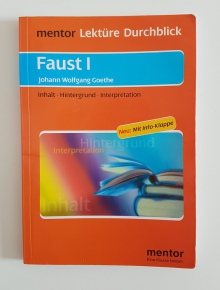 mentor Lektüre Durchblick
Faust I
Johann Wolfgang Goethe
Inhalt · Hintergrund · Interpretation
Neu: Mit Info-Klappe
Hintergrund
Interpretation
Inhalt
mentor